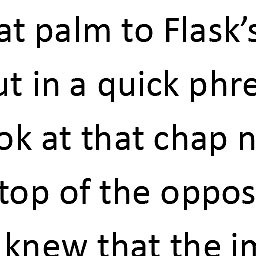 at palm to Flask's
ut in a quick phre
ok at that chap n
top of the oppos
knew that the im